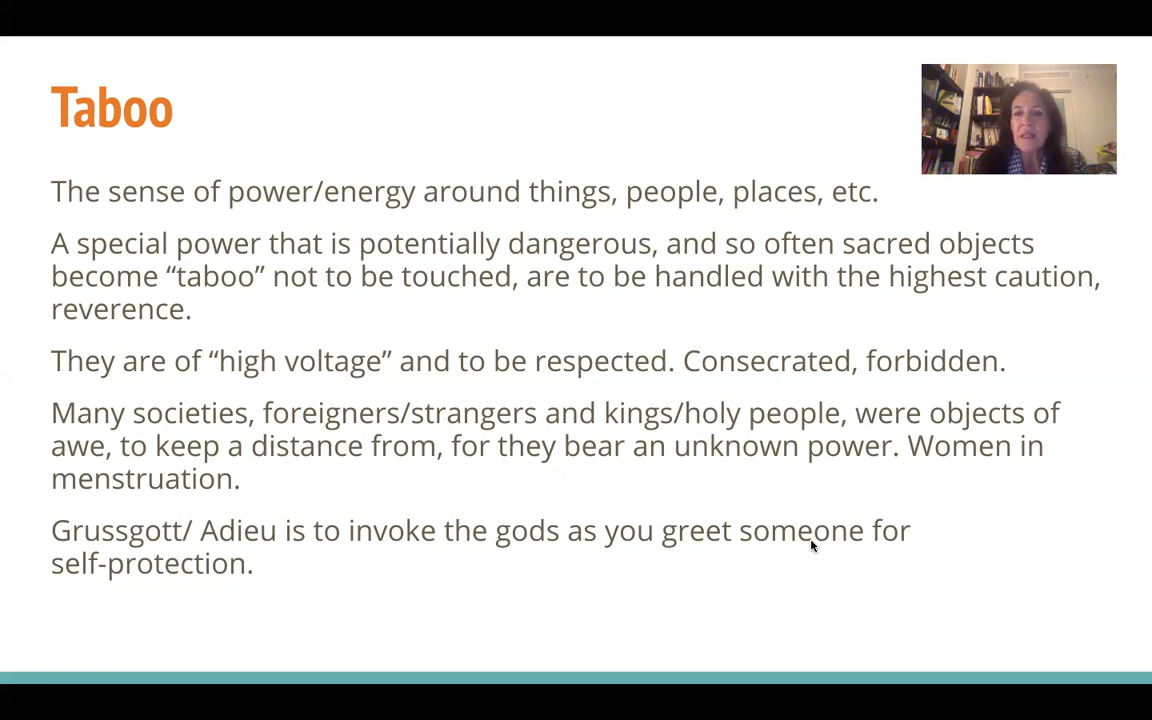 Taboo
The sense of power/energy around things, people, places, etc.
A special power that is potentially dangerous, and so often sacred objects
become “taboo” not to be touched, are to be handled with the highest caution,
reverence.
They are of “high voltage” and to be respected. Consecrated, forbidden.
Many societies, foreigners/strangers and kings/holy people, were objects of
awe, to keep a distance from, for they bear an unknown power. Women in
menstruation.
Grussgott/ Adieu is to invoke the gods as you greet someone for
self-protection.